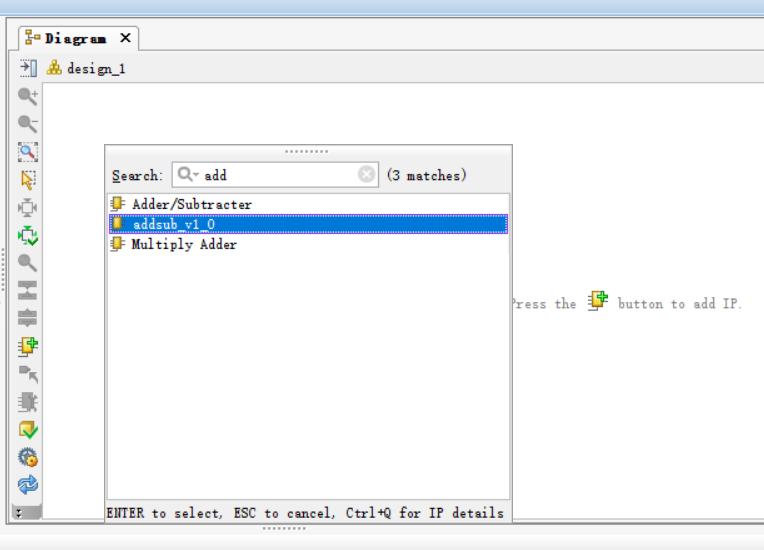 Diagram X
design_1
Search: add (3 matches)
Adder/Subtracter
addsub_v1_0
Multiply Adder
Press the button to add IP.
ENTER to select, ESC to cancel, Ctrl+Q for IP details